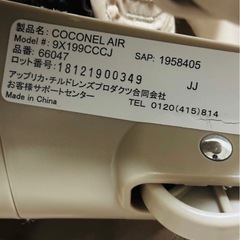 製品名: COCONEL AIR
Model #: 9X199CCCJ SAP: 1958405
品番: 66047
ロット番号: 18121900349 JJ
アップリカ・チルドレンズプロダクツ合同会社
お客様サポートセンター TEL 0120(415)814
Made in China